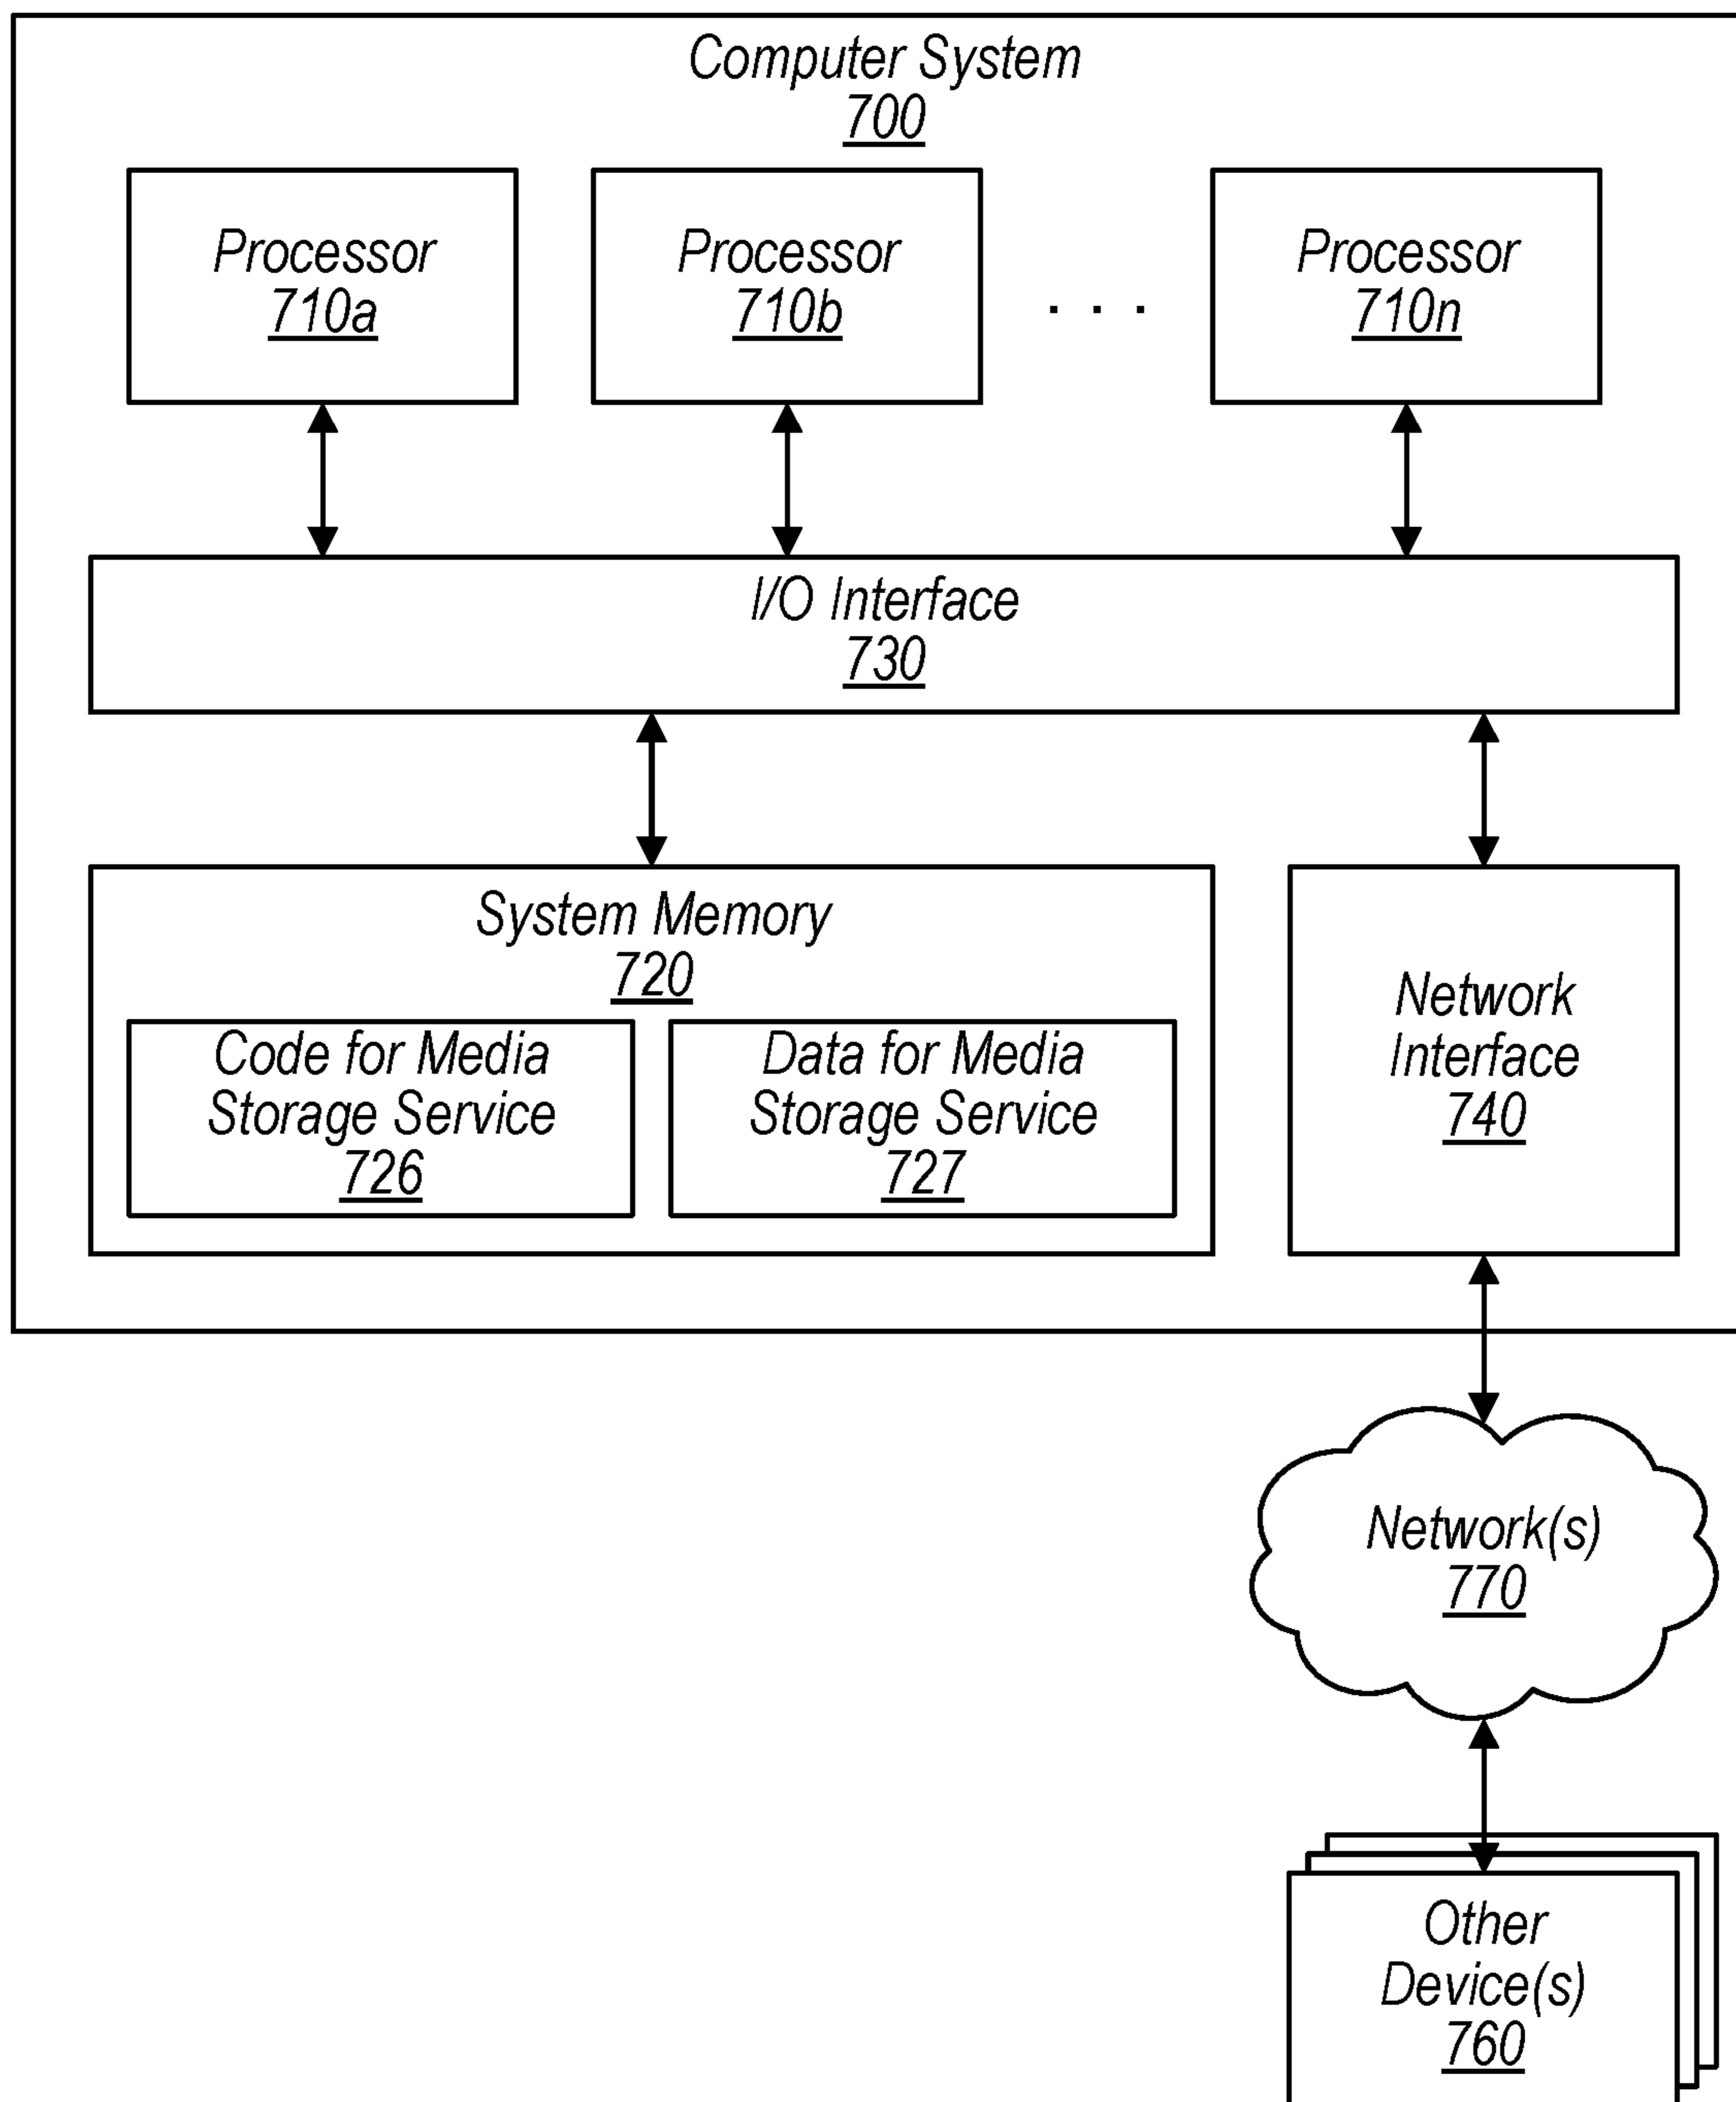 Computer System
700
Processor
710a
Processor
710b
. . .
Processor
710n
I/O Interface
730
System Memory
720
Code for Media
Storage Service
726
Data for Media
Storage Service
727
Network
Interface
740
Network(s)
770
Other
Device(s)
760